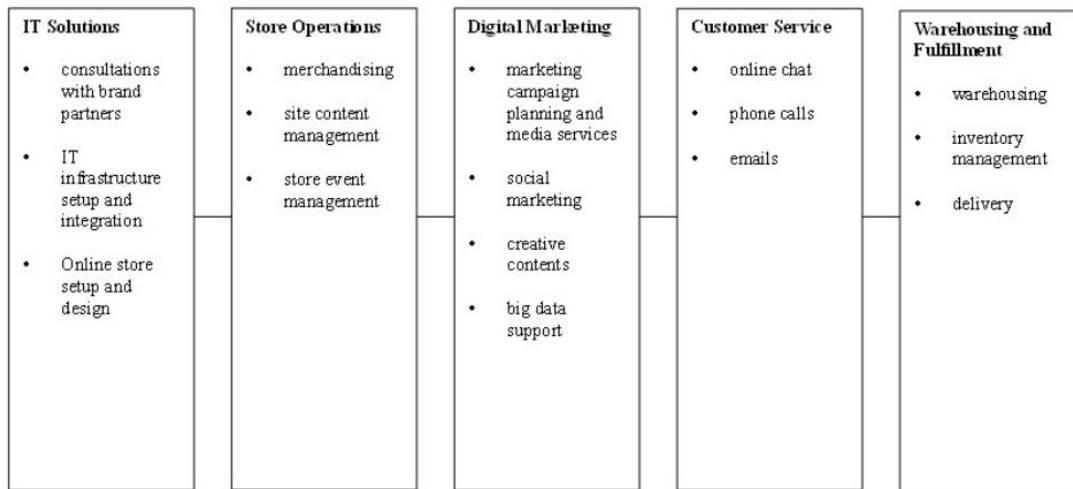 IT Solutions
• consultations
with brand
partners
• IT
infrastructure
setup and
integration
• Online store
setup and
design
Store Operations
• merchandising
• site content
management
• store event
management
Digital Marketing
• marketing
campaign
planning and
media services
• social
marketing
• creative
contents
• big data
support
Customer Service
• online chat
• phone calls
• emails
Warehousing and
Fulfillment
• warehousing
• inventory
management
• delivery